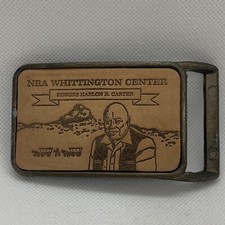 NRA WHITTINGTON CENTER
HONORS HARLON B. CARTER